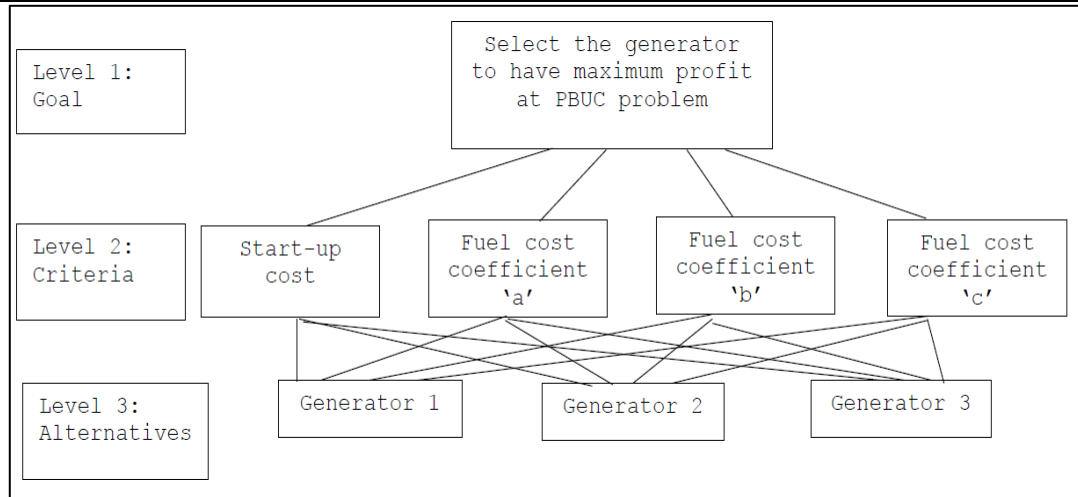 Level 1:
Goal
Select the generator
to have maximum profit
at PBUC problem
Level 2:
Criteria
Start-up
cost
Fuel cost
coefficient
‘a’
Fuel cost
coefficient
‘b’
Fuel cost
coefficient
‘c’
Level 3:
Alternatives
Generator 1
Generator 2
Generator 3